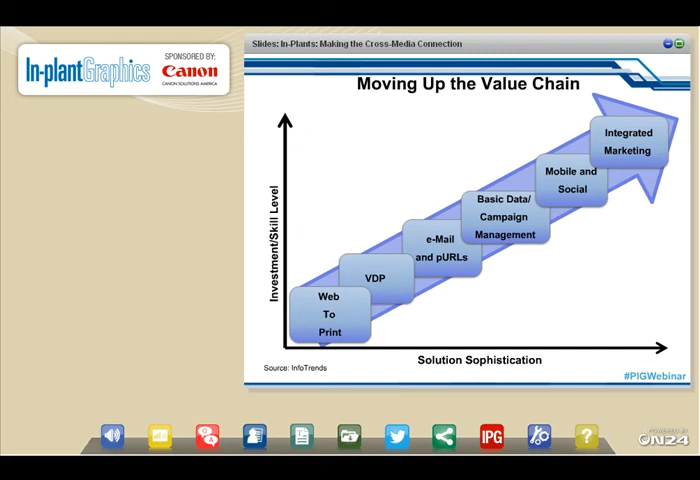 Slides: In-Plants: Making the Cross-Media Connection
In-plantGraphics
SPONSORED BY:
Canon
CANON SOLUTIONS AMERICA
Moving Up the Value Chain
Integrated
Marketing
Mobile and
Social
Basic Data/
Campaign
Management
e-Mail
and pURLs
VDP
Web
To
Print
Investment/Skill Level
Solution Sophistication
Source: InfoTrends
#PIGWebinar
Q
A
IPG
?
POWERED BY
ON24